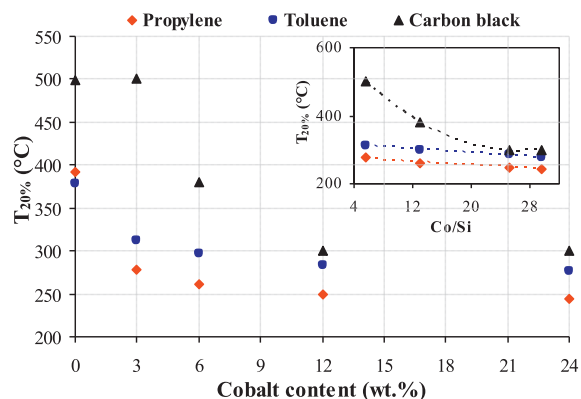 Propylene Toluene Carbon black
550
500
450
400
350
300
250
200
T20% (°C)
0 3 6 9 12 15 18 21 24
Cobalt content (wt.%)
600
400
200
T20% (°C)
4 12 20 28
Co/Si